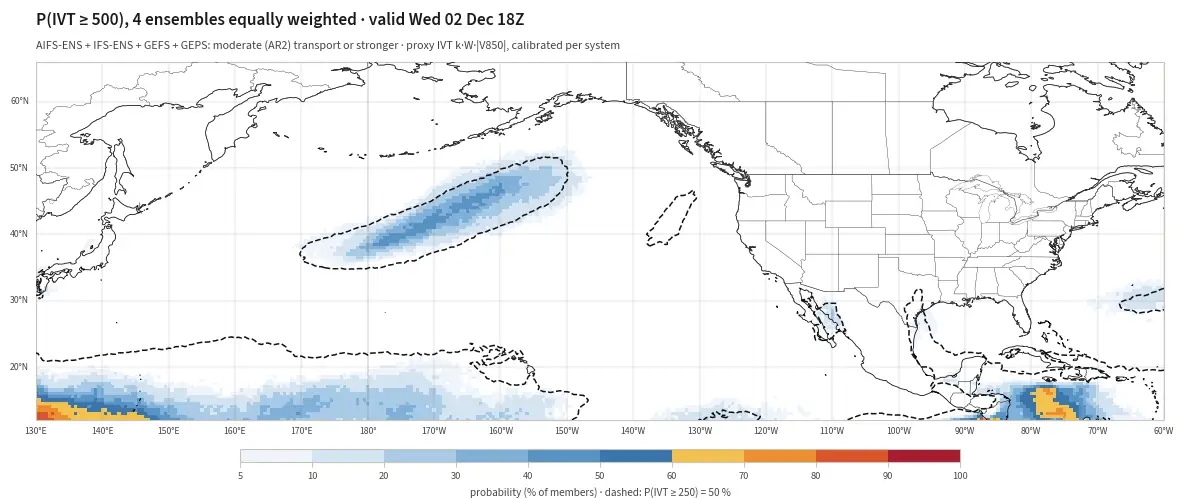 P(IVT ≥ 500), 4 ensembles equally weighted · valid Wed 02 Dec 18Z
AIFS-ENS + IFS-ENS + GEFS + GEPS: moderate (AR2) transport or stronger · proxy IVT k·W·|V850|, calibrated per system
60°N
50°N
40°N
30°N
20°N
130°E 140°E 150°E 160°E 170°E 180° 170°W 160°W 150°W 140°W 130°W 120°W 110°W 100°W 90°W 80°W 70°W 60°W
5 10 20 30 40 50 60 70 80 90 100
probability (% of members) · dashed: P(IVT ≥ 250) = 50 %